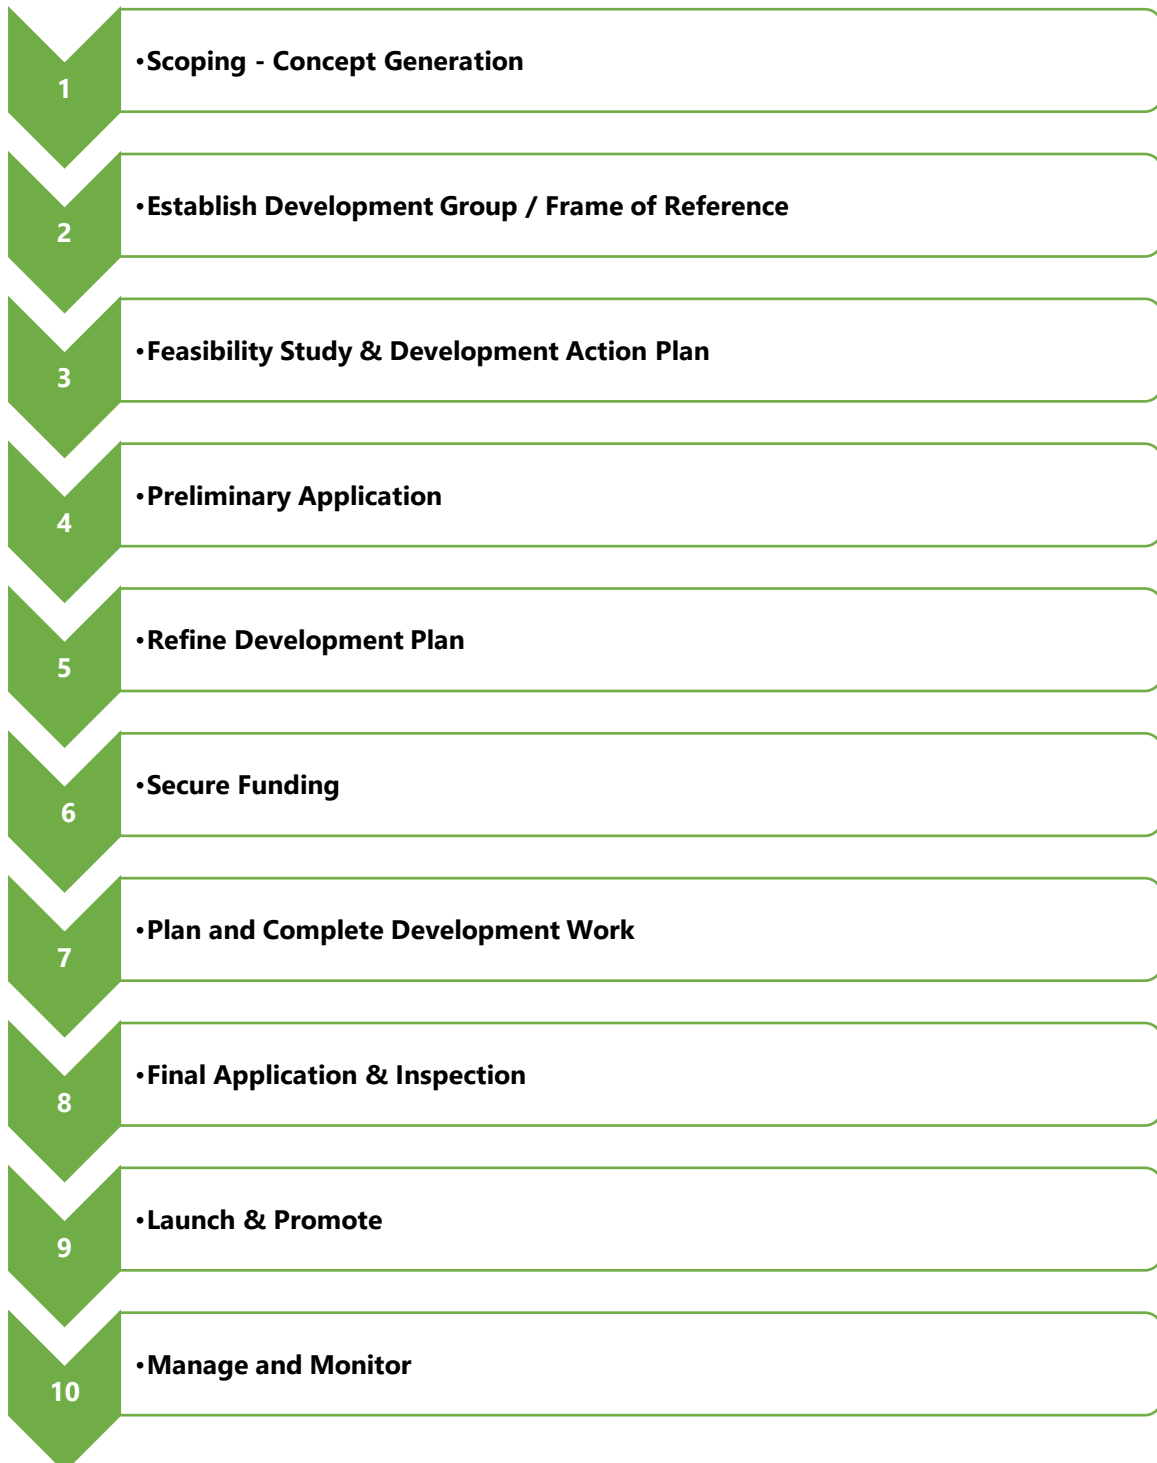 1
•Scoping - Concept Generation
2
•Establish Development Group / Frame of Reference
3
•Feasibility Study & Development Action Plan
4
•Preliminary Application
5
•Refine Development Plan
6
•Secure Funding
7
•Plan and Complete Development Work
8
•Final Application & Inspection
9
•Launch & Promote
10
•Manage and Monitor